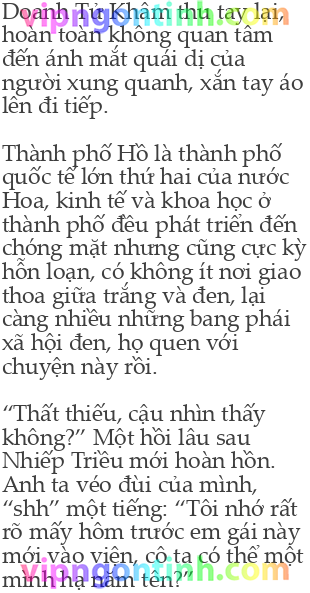 Doanh Tử Khâm thu tay lại,
vipngontinh.com
hoàn toàn không quan tâm
đến ánh mắt quái dị của
người xung quanh, xắn tay áo
lên đi tiếp.
Thành phố Hồ là thành phố
quốc tế lớn thứ hai của nước
Hoa, kinh tế và khoa học ở
thành phố đều phát triển đến
chóng mặt nhưng cũng cực kỳ
hỗn loạn, có không ít nơi giao
thoa giữa trắng và đen, lại
càng nhiều những bang phái
xã hội đen, họ quen với
chuyện này rồi.
“Thất thiếu, cậu nhìn thấy
không?” Một hồi lâu sau
Nhiếp Triều mới hoàn hồn.
Anh ta véo đùi của mình,
“shh” một tiếng: “Tôi nhớ rất
rõ mấy hôm trước em gái này
mới vào viện, cô ta có thể một
mình hạ năm tên?”
vipngontinh.com